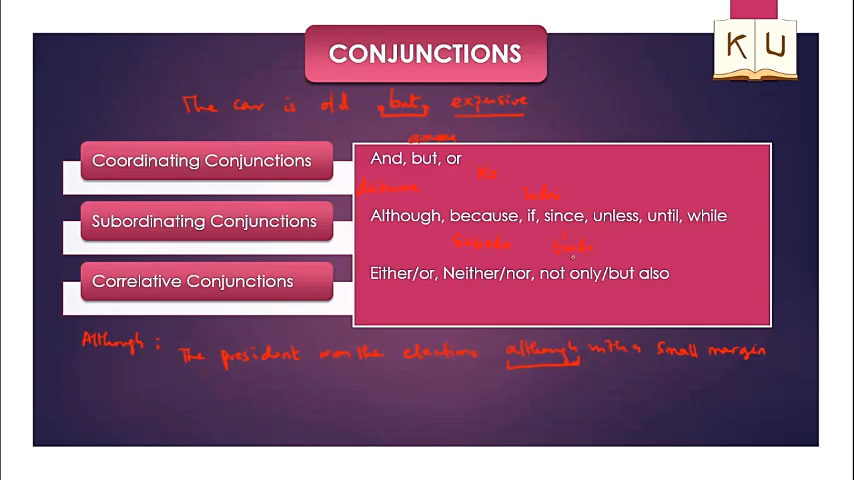 CONJUNCTIONS
K U
The car is old but expensive
Coordinating Conjunctions
And, but, or
Subordinating Conjunctions
Although, because, if, since, unless, until, while
Correlative Conjunctions
Either/or, Neither/nor, not only/but also
Although :
The president won the elections although with a small margin